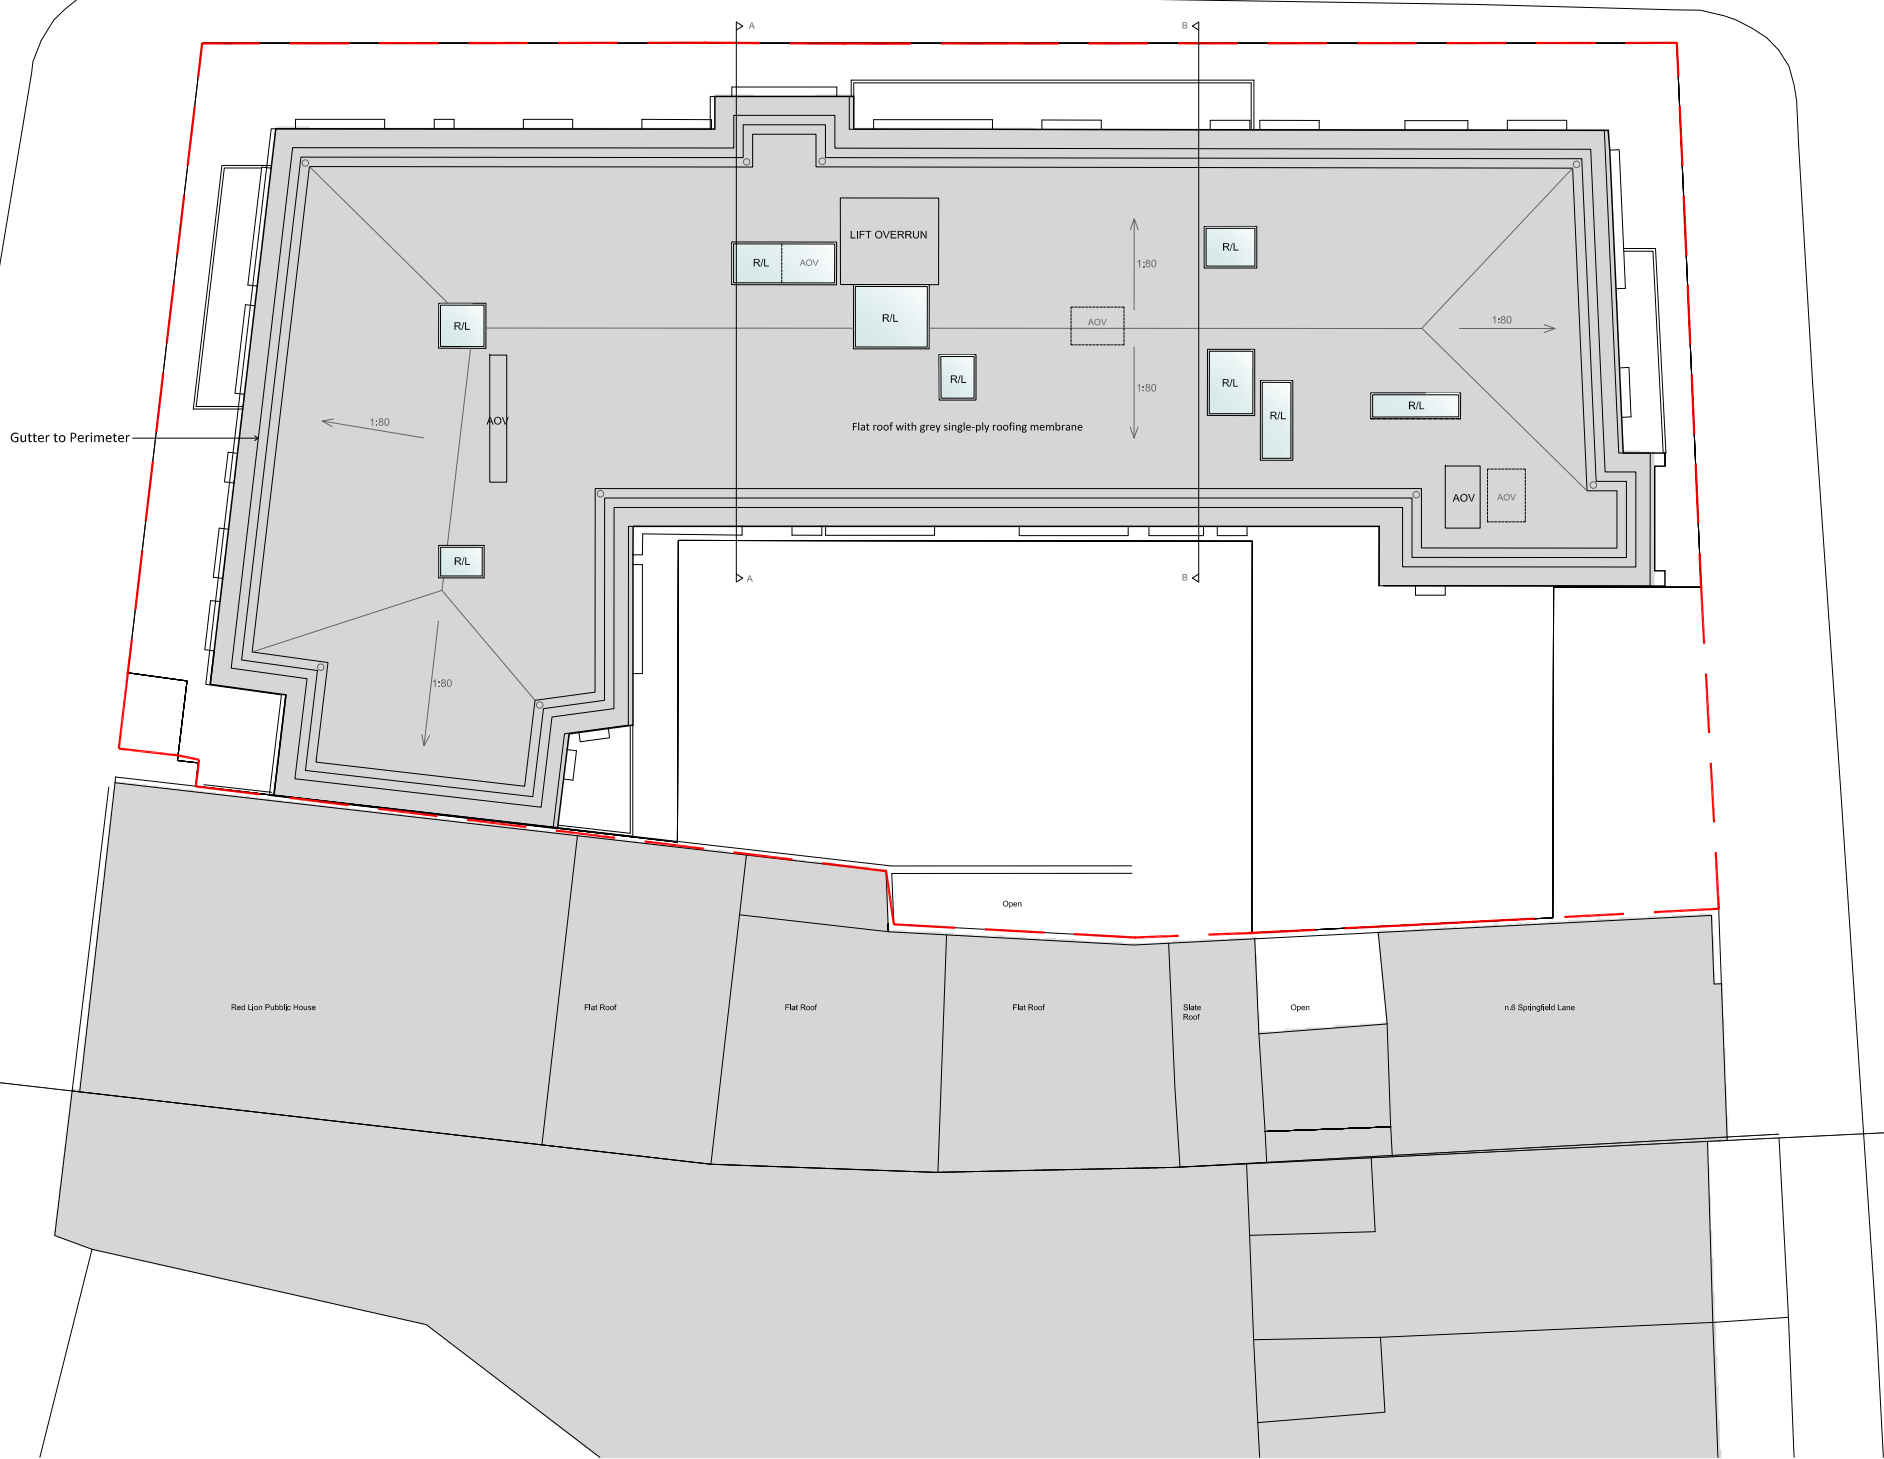 A
B
LIFT OVERRUN
R/L
R/L
AOV
1:80
R/L
R/L
AOV
1:80
R/L
R/L
1:80
R/L
R/L
R/L
AOV
1:80
Flat roof with grey single-ply roofing membrane
Gutter to Perimeter
AOV
AOV
R/L
A
B
1:80
Open
Red Lion Pubblic House
Flat Roof
Flat Roof
Flat Roof
Slate
Roof
Open
n.6 Springfield Lane